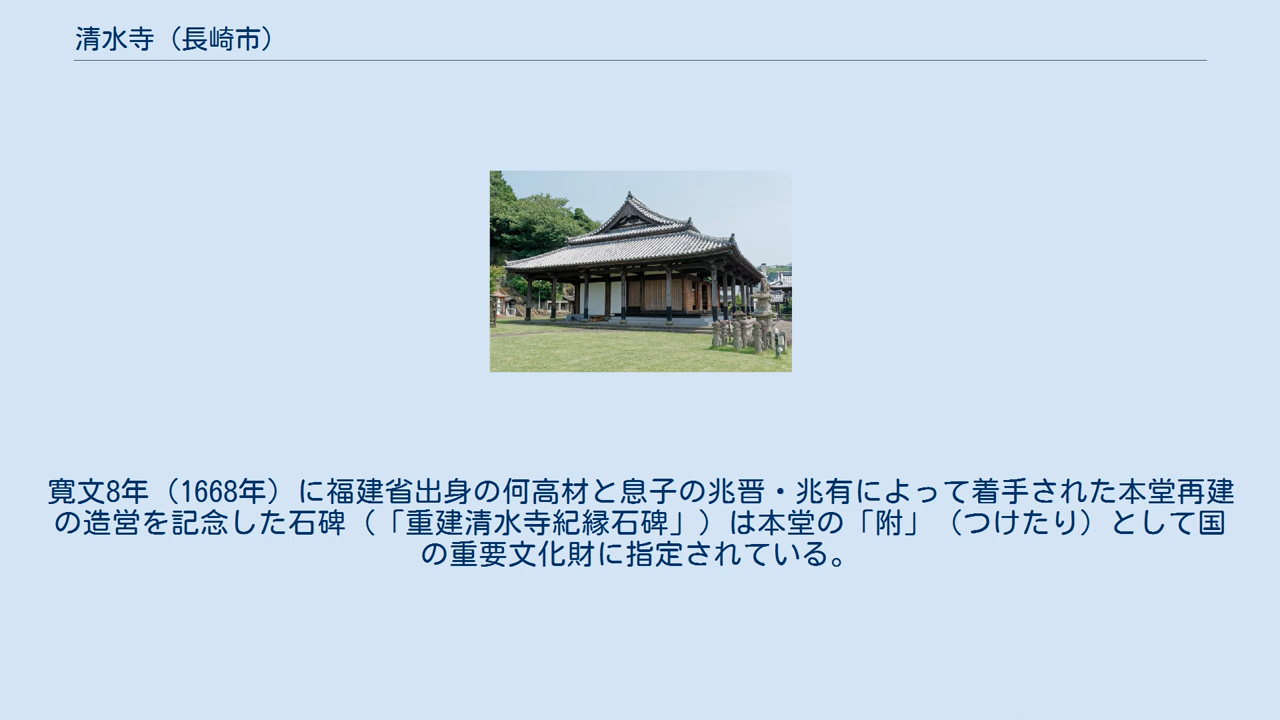 清水寺（長崎市）
寛文8年（1668年）に福建省出身の何高材と息子の兆晋・兆有によって着手された本堂再建
の造営を記念した石碑（「重建清水寺紀縁石碑」）は本堂の「附」（つけたり）として国
の重要文化財に指定されている。